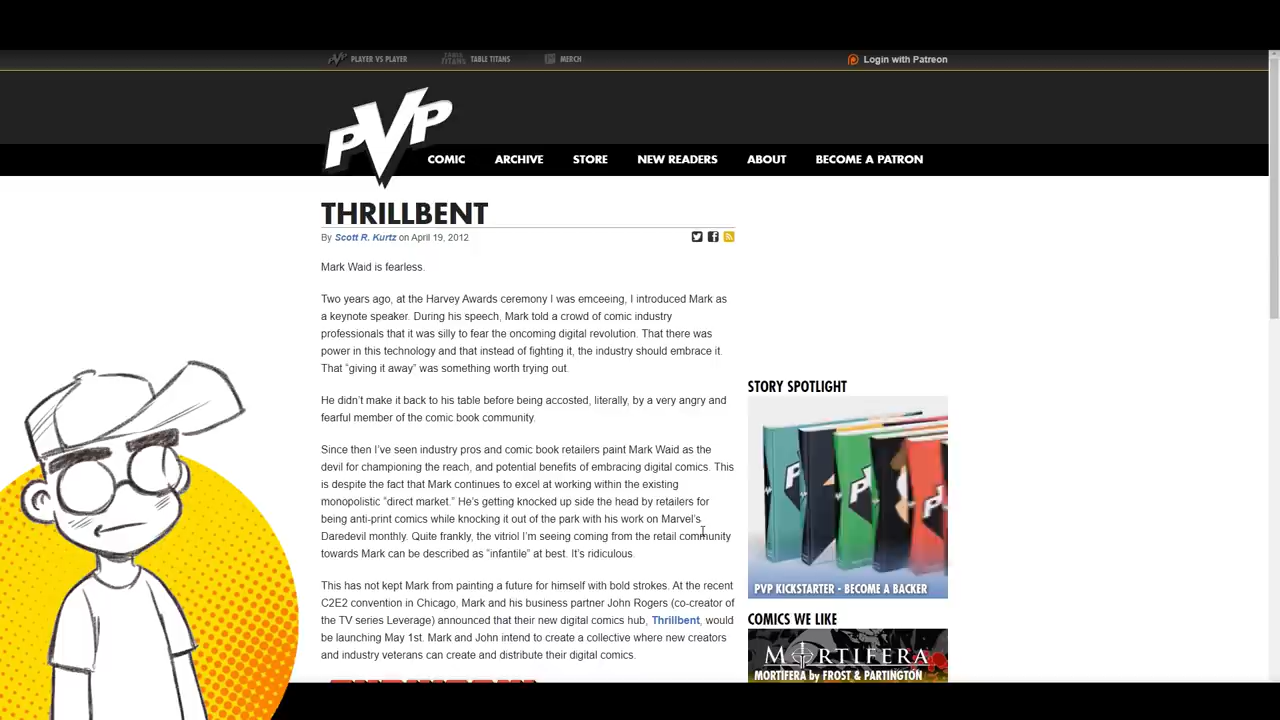 PLAYER VS PLAYER
TABLE TITANS
TABLE TITANS
MERCH
Login with Patreon
PVP
COMIC
ARCHIVE
STORE
NEW READERS
ABOUT
BECOME A PATRON
THRILLBENT
By Scott R. Kurtz on April 19, 2012
Mark Waid is fearless.
Two years ago, at the Harvey Awards ceremony I was emceeing, I introduced Mark as
a keynote speaker. During his speech, Mark told a crowd of comic industry
professionals that it was silly to fear the oncoming digital revolution. That there was
power in this technology and that instead of fighting it, the industry should embrace it.
That “giving it away” was something worth trying out.
He didn’t make it back to his table before being accosted, literally, by a very angry and
fearful member of the comic book community.
Since then I’ve seen industry pros and comic book retailers paint Mark Waid as the
devil for championing the reach, and potential benefits of embracing digital comics. This
is despite the fact that Mark continues to excel at working within the existing
monopolistic “direct market.” He’s getting knocked up side the head by retailers for
being anti-print comics while knocking it out of the park with his work on Marvel’s
Daredevil monthly. Quite frankly, the vitriol I’m seeing coming from the retail community
towards Mark can be described as “infantile” at best. It’s ridiculous.
This has not kept Mark from painting a future for himself with bold strokes. At the recent
C2E2 convention in Chicago, Mark and his business partner John Rogers (co-creator of
the TV series Leverage) announced that their new digital comics hub, Thrillbent, would
be launching May 1st. Mark and John intend to create a collective where new creators
and industry veterans can create and distribute their digital comics.
STORY SPOTLIGHT
PVP KICKSTARTER - BECOME A BACKER
COMICS WE LIKE
MORTIFERA
MORTIFERA by FROST & PARTINGTON